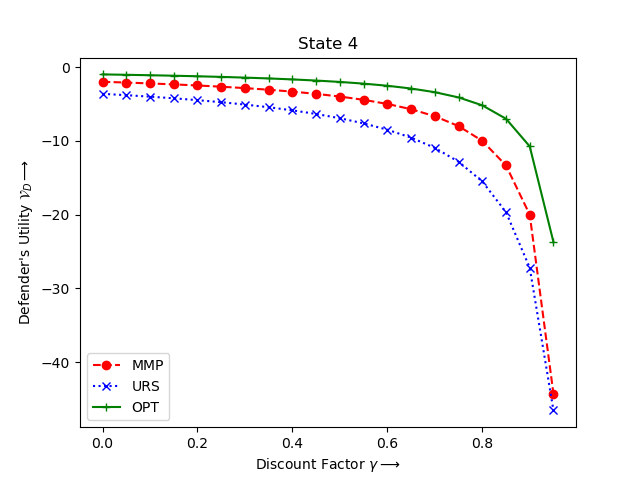 State 4
0
−10
−20
−30
−40
Defender's Utility 𝒱_D ⟶
MMP
URS
OPT
0.0 0.2 0.4 0.6 0.8
Discount Factor γ ⟶